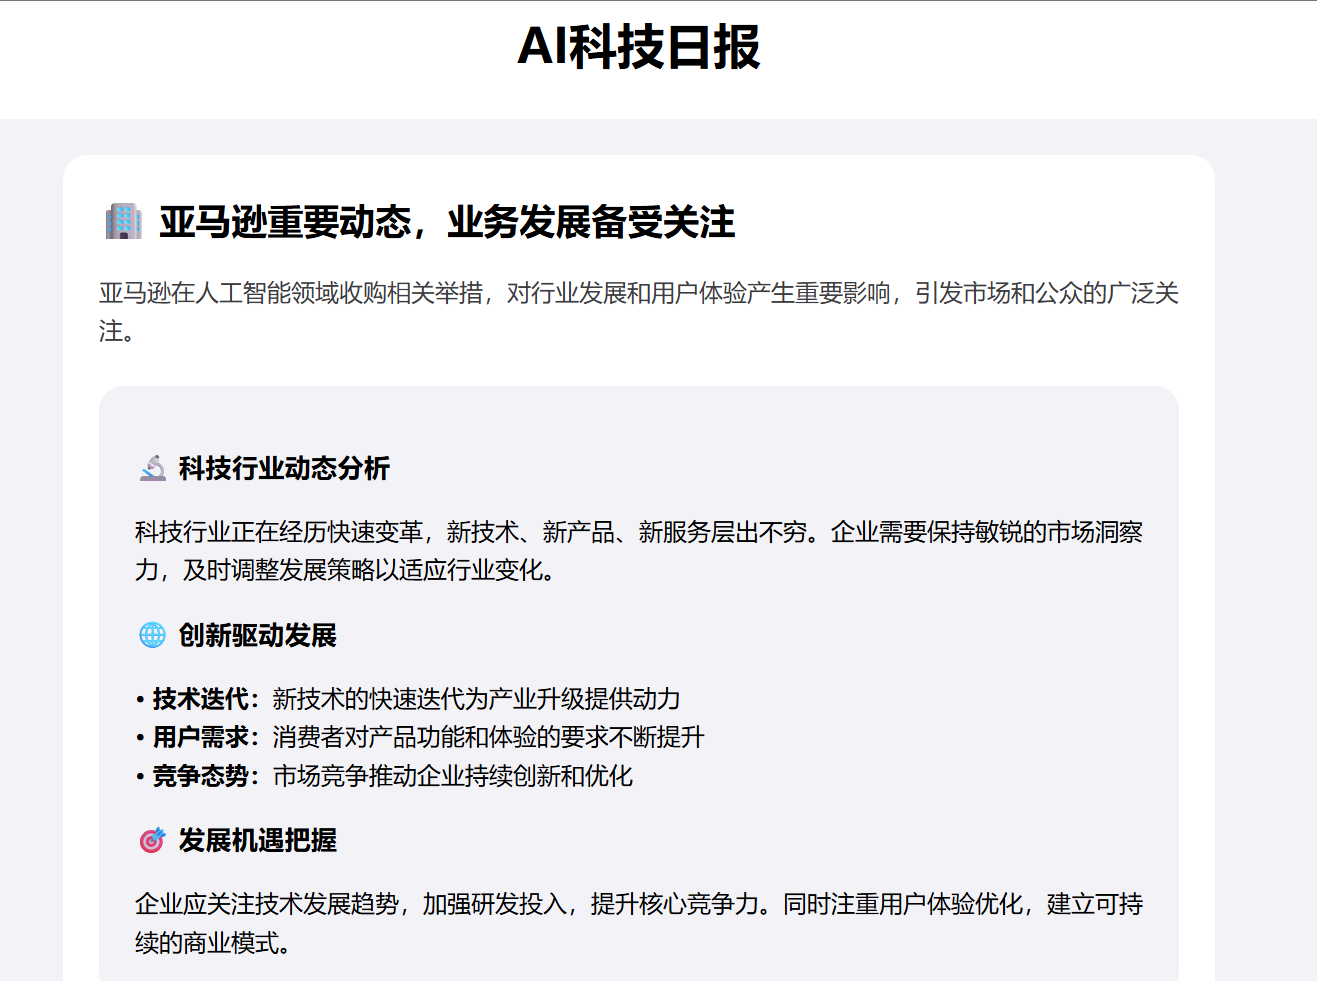 AI科技日报
亚马逊重要动态，业务发展备受关注
亚马逊在人工智能领域收购相关举措，对行业发展和用户体验产生重要影响，引发市场和公众的广泛关
注。
科技行业动态分析
科技行业正在经历快速变革，新技术、新产品、新服务层出不穷。企业需要保持敏锐的市场洞察
力，及时调整发展策略以适应行业变化。
创新驱动发展
• 技术迭代：新技术的快速迭代为产业升级提供动力
• 用户需求：消费者对产品功能和体验的要求不断提升
• 竞争态势：市场竞争推动企业持续创新和优化
发展机遇把握
企业应关注技术发展趋势，加强研发投入，提升核心竞争力。同时注重用户体验优化，建立可持
续的商业模式。